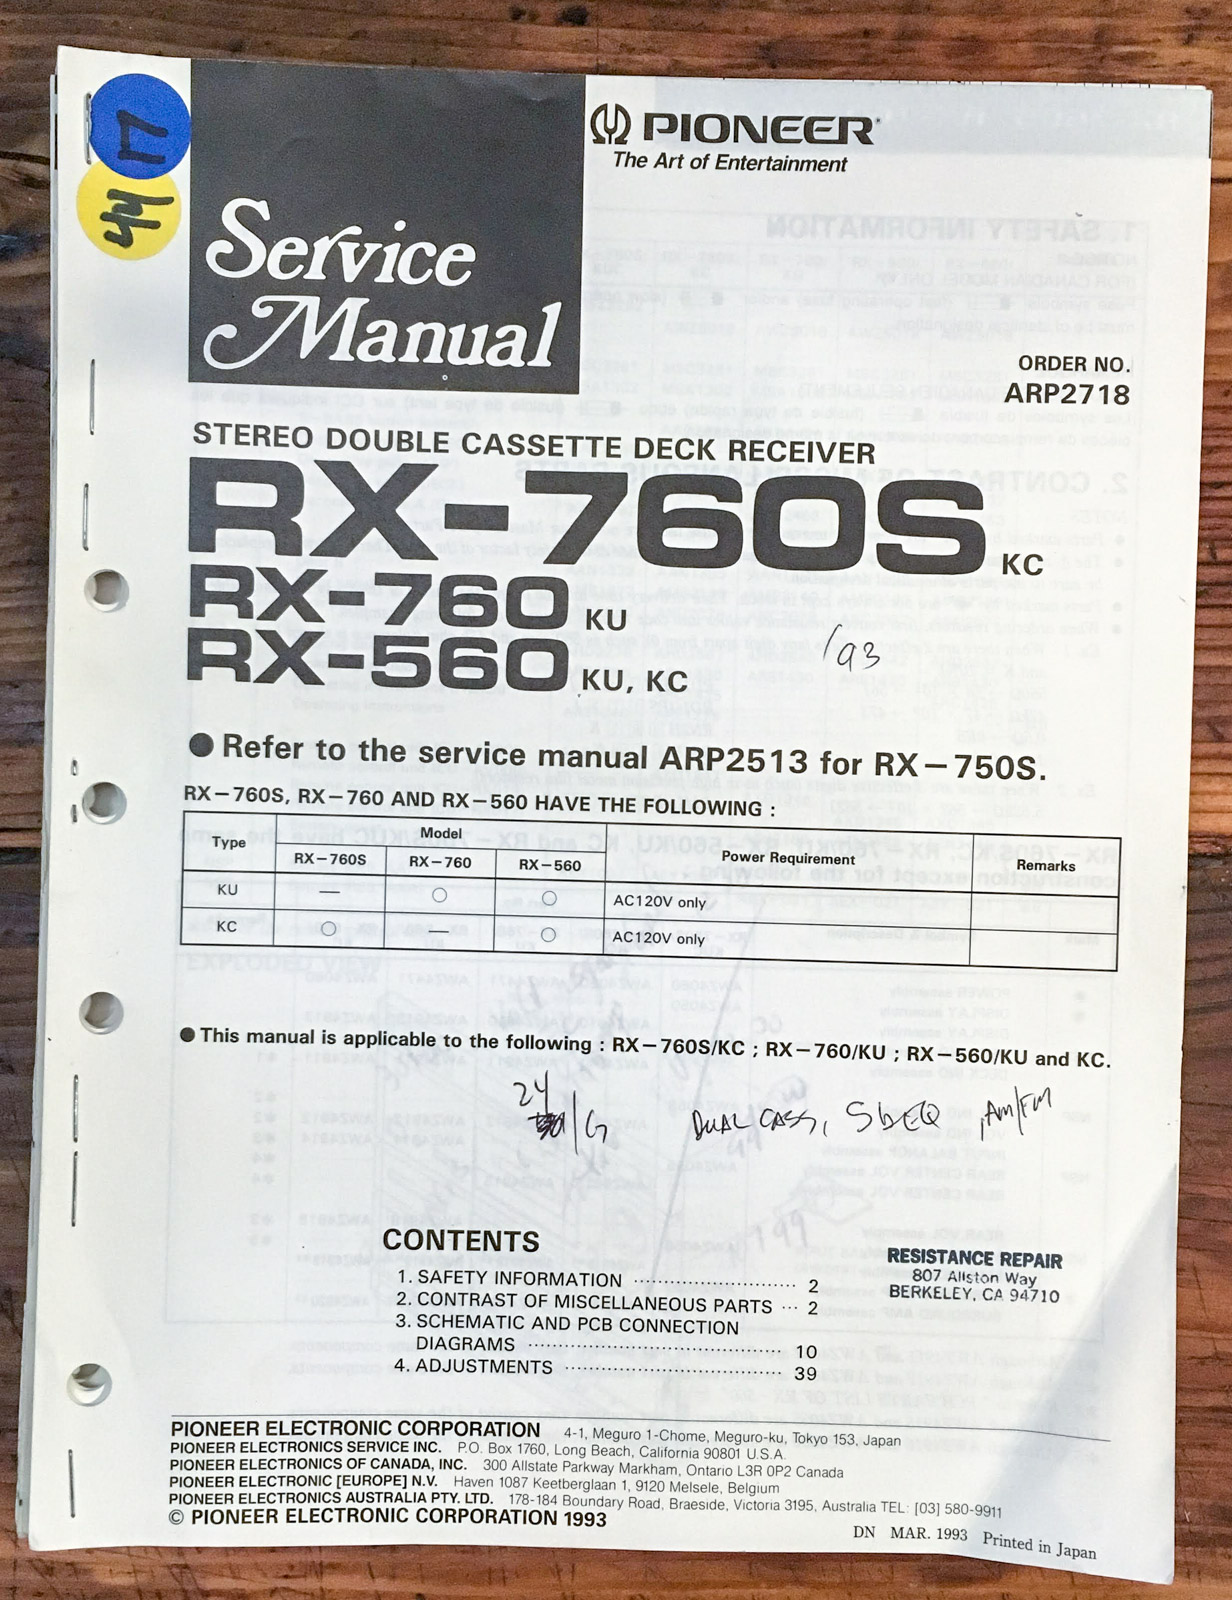 17
44
PIONEER
The Art of Entertainment
Service
Manual
ORDER NO.
ARP2718
STEREO DOUBLE CASSETTE DECK RECEIVER
RX-760S KC
RX-760 KU
RX-560 KU, KC
/93
● Refer to the service manual ARP2513 for RX-750S.
RX-760S, RX-760 AND RX-560 HAVE THE FOLLOWING :
Type Model Power Requirement Remarks
RX-760S RX-760 RX-560
KU — ○ ○ AC120V only
KC ○ — ○ AC120V only
● This manual is applicable to the following : RX-760S/KC ; RX-760/KU ; RX-560/KU and KC.
24
/G DUAL CASS, 5bEQ, AM/FM
CONTENTS
1. SAFETY INFORMATION ………………………… 2
2. CONTRAST OF MISCELLANEOUS PARTS … 2
3. SCHEMATIC AND PCB CONNECTION
DIAGRAMS ……………………………………… 10
4. ADJUSTMENTS ………………………………… 39
RESISTANCE REPAIR
807 Allston Way
BERKELEY, CA 94710
PIONEER ELECTRONIC CORPORATION 4-1, Meguro 1-Chome, Meguro-ku, Tokyo 153, Japan
PIONEER ELECTRONICS SERVICE INC. P.O. Box 1760, Long Beach, California 90801 U.S.A.
PIONEER ELECTRONICS OF CANADA, INC. 300 Allstate Parkway Markham, Ontario L3R 0P2 Canada
PIONEER ELECTRONIC [EUROPE] N.V. Haven 1087 Keetberglaan 1, 9120 Melsele, Belgium
PIONEER ELECTRONICS AUSTRALIA PTY. LTD. 178-184 Boundary Road, Braeside, Victoria 3195, Australia TEL: [03] 580-9911
© PIONEER ELECTRONIC CORPORATION 1993
DN MAR. 1993 Printed in Japan